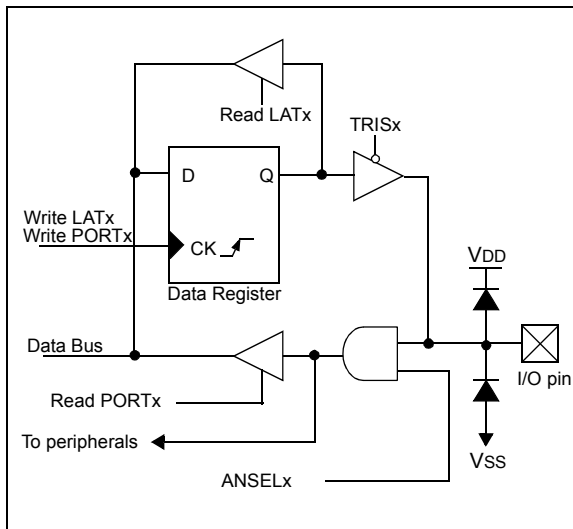 Read LATx
TRISx
D Q
Write LATx
Write PORTx
CK
Data Register
VDD
Data Bus
I/O pin
Read PORTx
To peripherals
VSS
ANSELx